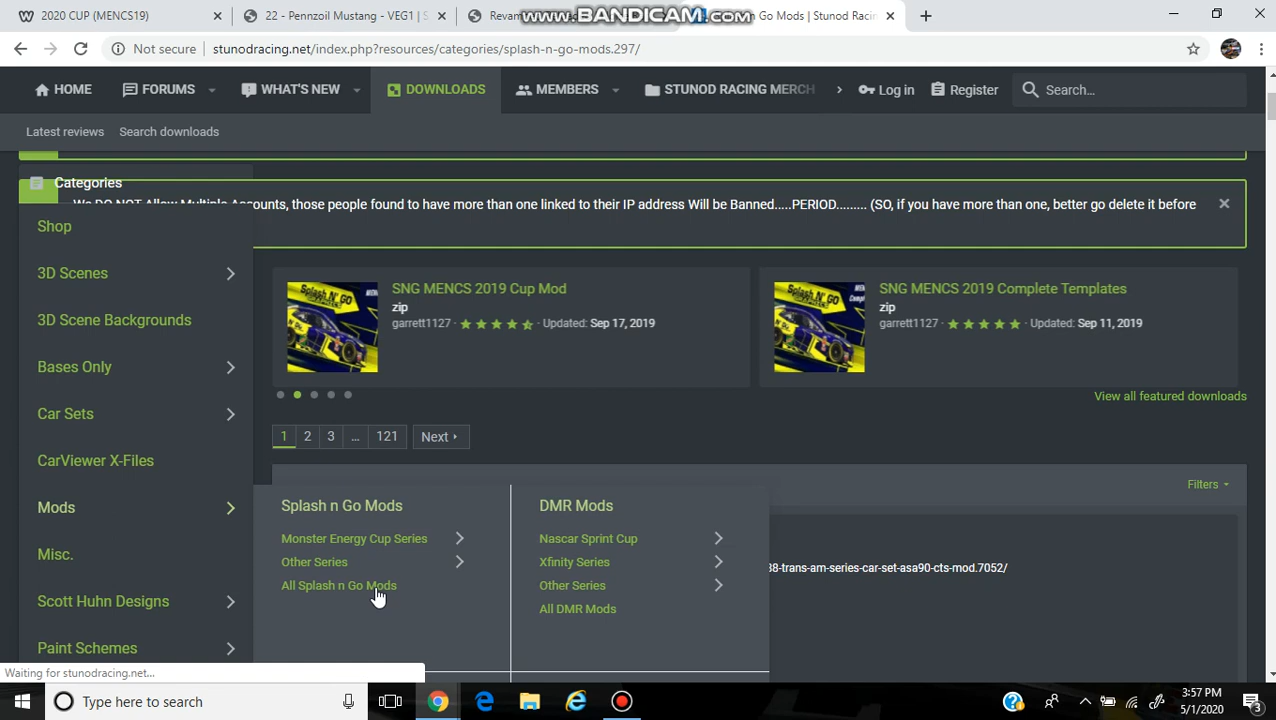 2020 CUP (MENCS19)
22 - Pennzoil Mustang - VEG1 | S
Revam
Go Mods | Stunod Racin
www.BANDICAM.com
Not secure
stunodracing.net/index.php?resources/categories/splash-n-go-mods.297/
HOME
FORUMS
WHAT'S NEW
DOWNLOADS
MEMBERS
STUNOD RACING MERCH
Log in
Register
Search...
Latest reviews
Search downloads
Categories
We DO NOT Allow Multiple Accounts, those people found to have more than one linked to their IP address Will be Banned.....PERIOD......... (SO, if you have more than one, better go delete it before
Shop
3D Scenes
3D Scene Backgrounds
Bases Only
Car Sets
CarViewer X-Files
Mods
Misc.
Scott Huhn Designs
Paint Schemes
SNG MENCS 2019 Cup Mod
zip
garrett1127 · Updated: Sep 17, 2019
SNG MENCS 2019 Complete Templates
zip
garrett1127 · Updated: Sep 11, 2019
View all featured downloads
1 2 3 ... 121 Next
Filters
Splash n Go Mods
Monster Energy Cup Series
Other Series
All Splash n Go Mods
DMR Mods
Nascar Sprint Cup
Xfinity Series
Other Series
All DMR Mods
38-trans-am-series-car-set-asa90-cts-mod.7052/
Waiting for stunodracing.net...
Type here to search
3:57 PM
5/1/2020
3